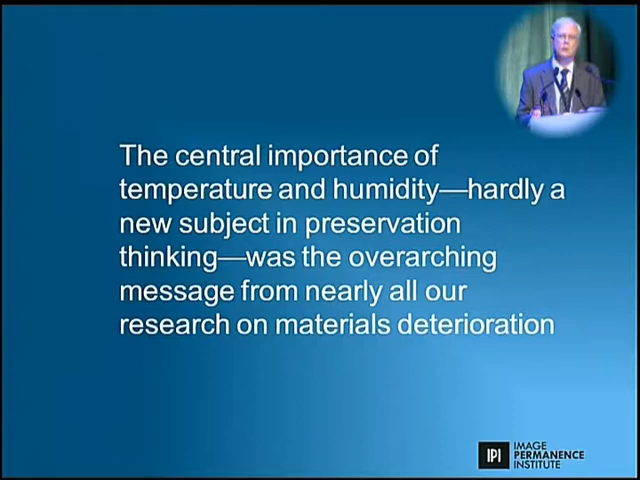 The central importance of
temperature and humidity—hardly a
new subject in preservation
thinking—was the overarching
message from nearly all our
research on materials deterioration
IPI
IMAGE
PERMANENCE
INSTITUTE